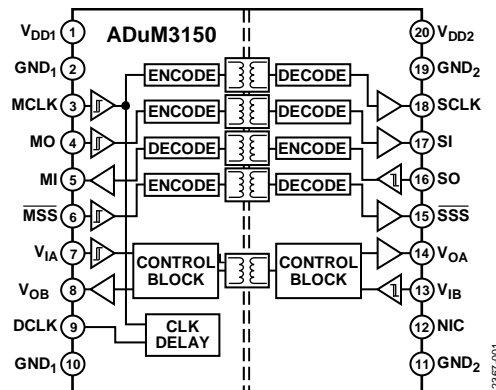 ADuM3150
VDD1 1
20 VDD2
GND1 2
19 GND2
ENCODE
DECODE
MCLK 3
18 SCLK
ENCODE
DECODE
MO 4
17 SI
DECODE
ENCODE
MI 5
16 SO
ENCODE
DECODE
MSS 6
15 SSS
VIA 7
14 VOA
CONTROL
BLOCK
CONTROL
BLOCK
VOB 8
13 VIB
DCLK 9
CLK
DELAY
12 NIC
GND1 10
11 GND2